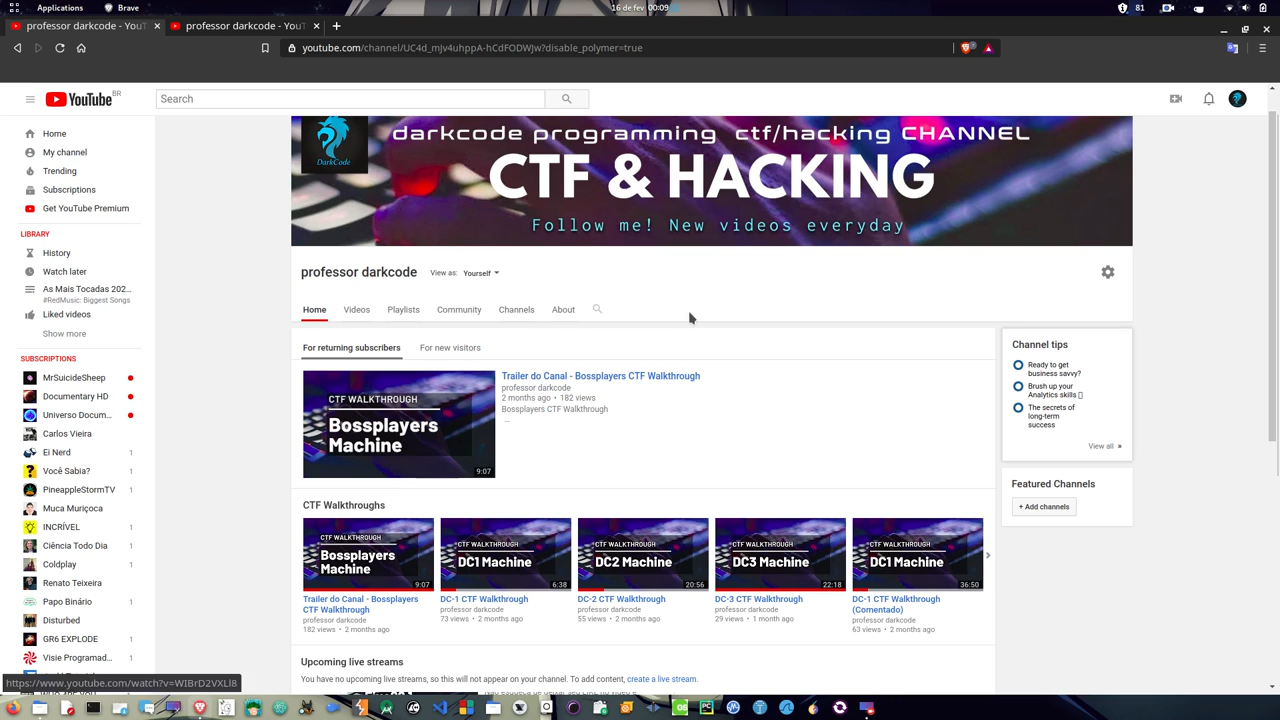 Applications
Brave
16 de fev 00:09
81
professor darkcode - YouT
professor darkcode - YouT
youtube.com/channel/UC4d_mJv4uhppA-hCdFODWJw?disable_polymer=true
YouTube BR
Search
Home
My channel
Trending
Subscriptions
Get YouTube Premium
LIBRARY
History
Watch later
As Mais Tocadas 202...
#RedMusic: Biggest Songs
Liked videos
Show more
SUBSCRIPTIONS
MrSuicideSheep
Documentary HD
Universo Docum...
Carlos Vieira
Ei Nerd 1
Você Sabia? 1
PineappleStormTV 1
Muca Muriçoca
INCRÍVEL 1
Ciência Todo Dia 1
Coldplay 1
Renato Teixeira
Papo Binário 1
Disturbed
GR6 EXPLODE 1
Visie Programad... 1
https://www.youtube.com/watch?v=WIBrD2VXLl8
DarkCode
darkcode programming ctf/hacking CHANNEL
CTF & HACKING
Follow me! New videos everyday
professor darkcode
View as: Yourself
Home Videos Playlists Community Channels About
For returning subscribers For new visitors
CTF WALKTHROUGH
Bossplayers
Machine
9:07
Trailer do Canal - Bossplayers CTF Walkthrough
professor darkcode
2 months ago • 182 views
Bossplayers CTF Walkthrough
...
CTF Walkthroughs
CTF WALKTHROUGH
Bossplayers
Machine
9:07
Trailer do Canal - Bossplayers
CTF Walkthrough
professor darkcode
182 views • 2 months ago
CTF WALKTHROUGH
DC1 Machine
6:38
DC-1 CTF Walkthrough
professor darkcode
73 views • 2 months ago
CTF WALKTHROUGH
DC2 Machine
20:56
DC-2 CTF Walkthrough
professor darkcode
55 views • 2 months ago
CTF WALKTHROUGH
DC3 Machine
22:18
DC-3 CTF Walkthrough
professor darkcode
29 views • 1 month ago
CTF WALKTHROUGH
DC1 Machine
36:50
DC-1 CTF Walkthrough
(Comentado)
professor darkcode
63 views • 2 months ago
Upcoming live streams
You have no upcoming live streams, so this will not appear on your channel. To add content, create a live stream.
Channel tips
Ready to get
business savvy?
Brush up your
Analytics skills
The secrets of
long-term
success
View all »
Featured Channels
+ Add channels